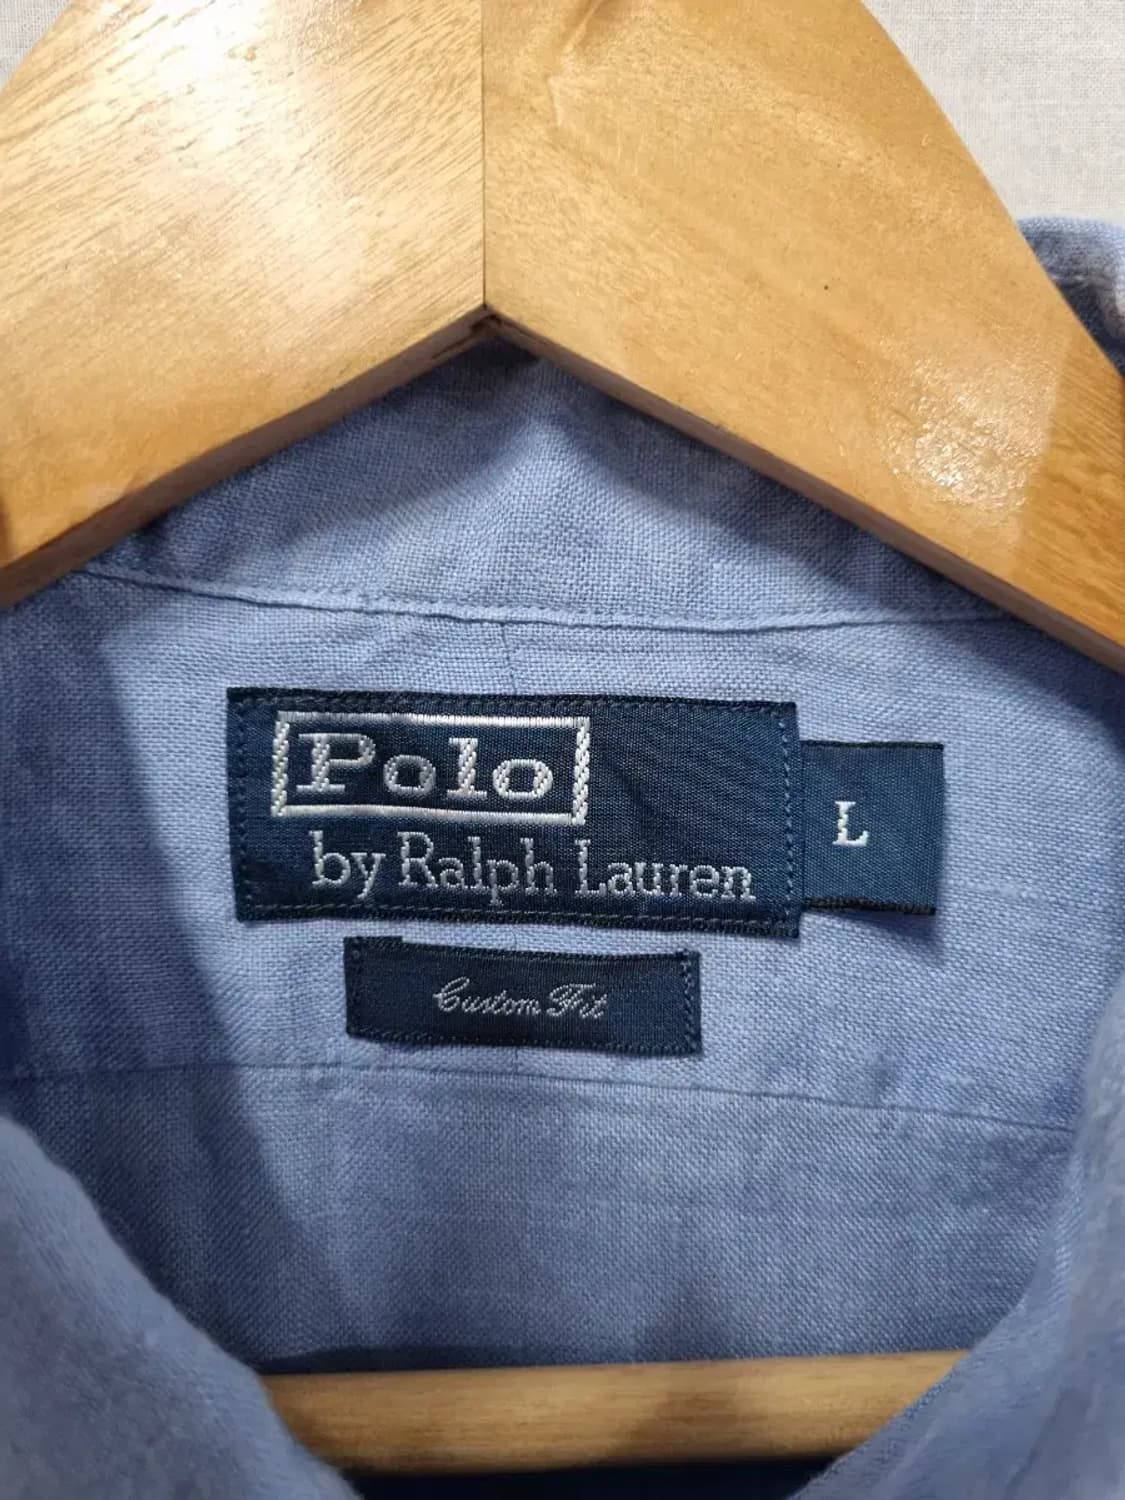 Polo
by Ralph Lauren
L
Custom Fit